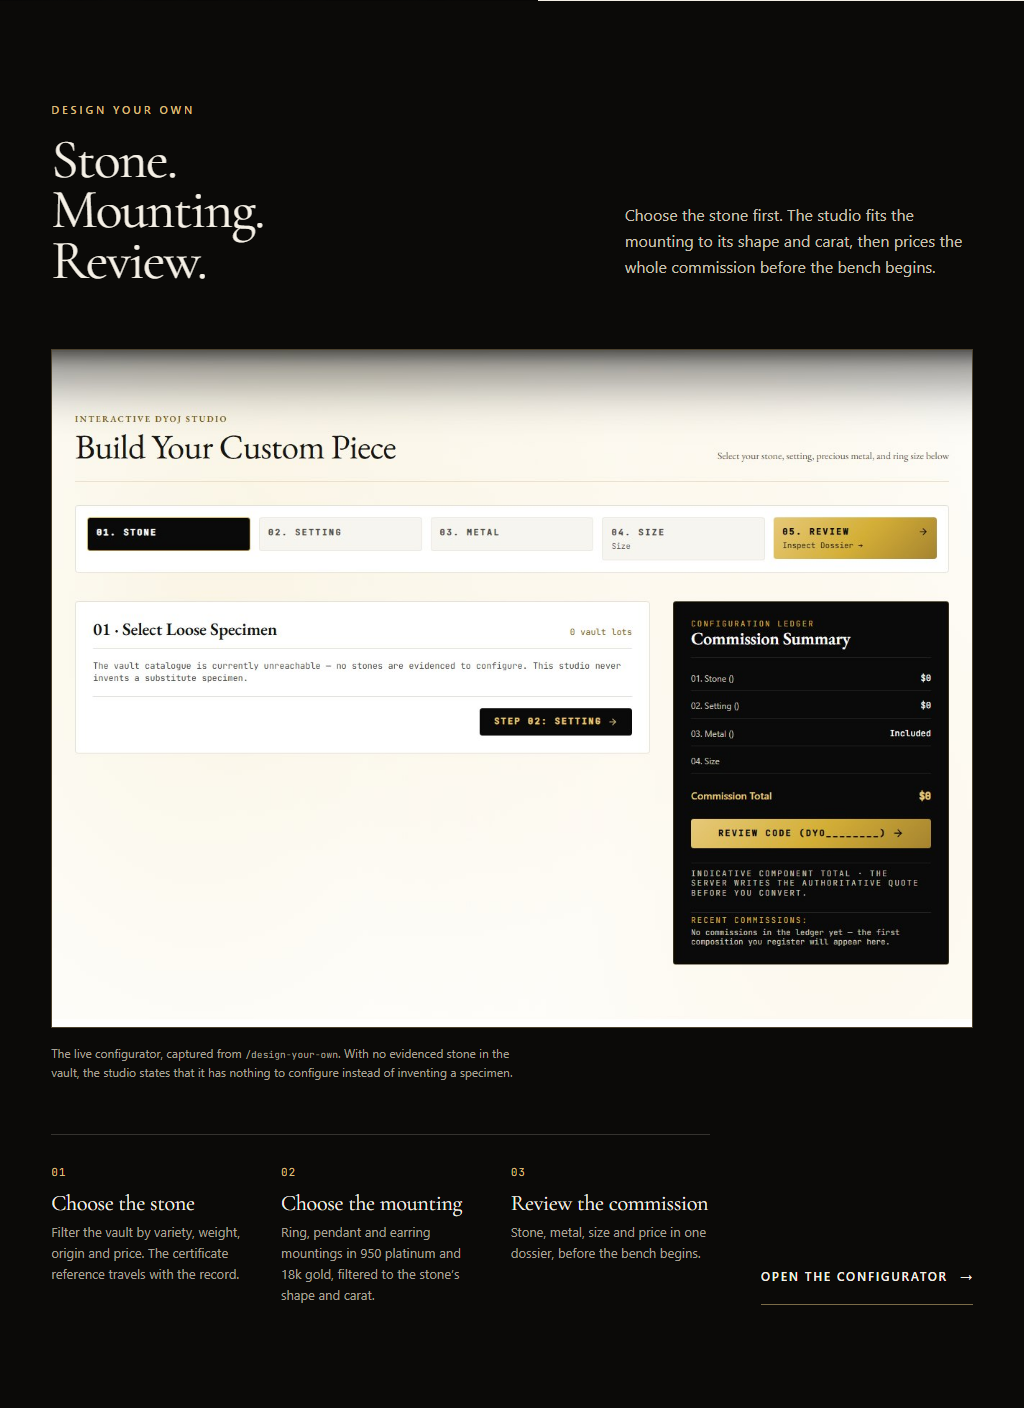 DESIGN YOUR OWN
Stone.
Mounting.
Review.
Choose the stone first. The studio fits the
mounting to its shape and carat, then prices the
whole commission before the bench begins.
INTERACTIVE DYOJ STUDIO
Build Your Custom Piece
Select your stone, setting, precious metal, and ring size below
01. STONE
02. SETTING
03. METAL
04. SIZE
Size
05. REVIEW →
Inspect Dossier →
01 · Select Loose Specimen
0 vault lots
The vault catalogue is currently unreachable — no stones are evidenced to configure. This studio never
invents a substitute specimen.
STEP 02: SETTING →
CONFIGURATION LEDGER
Commission Summary
01. Stone () $0
02. Setting () $0
03. Metal () Included
04. Size
Commission Total $0
REVIEW CODE (DYO________) →
INDICATIVE COMPONENT TOTAL · THE
SERVER WRITES THE AUTHORITATIVE QUOTE
BEFORE YOU CONVERT.
RECENT COMMISSIONS:
No commissions in the ledger yet — the first
composition you register will appear here.
The live configurator, captured from /design-your-own. With no evidenced stone in the
vault, the studio states that it has nothing to configure instead of inventing a specimen.
01
Choose the stone
Filter the vault by variety, weight,
origin and price. The certificate
reference travels with the record.
02
Choose the mounting
Ring, pendant and earring
mountings in 950 platinum and
18k gold, filtered to the stone's
shape and carat.
03
Review the commission
Stone, metal, size and price in one
dossier, before the bench begins.
OPEN THE CONFIGURATOR →